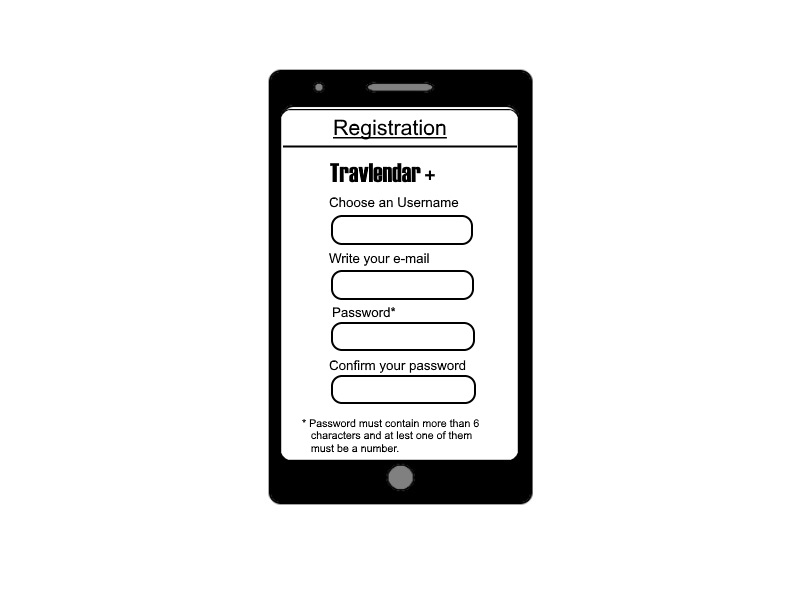 Registration
Travlendar +
Choose an Username
Write your e-mail
Password*
Confirm your password
* Password must contain more than 6
characters and at lest one of them
must be a number.